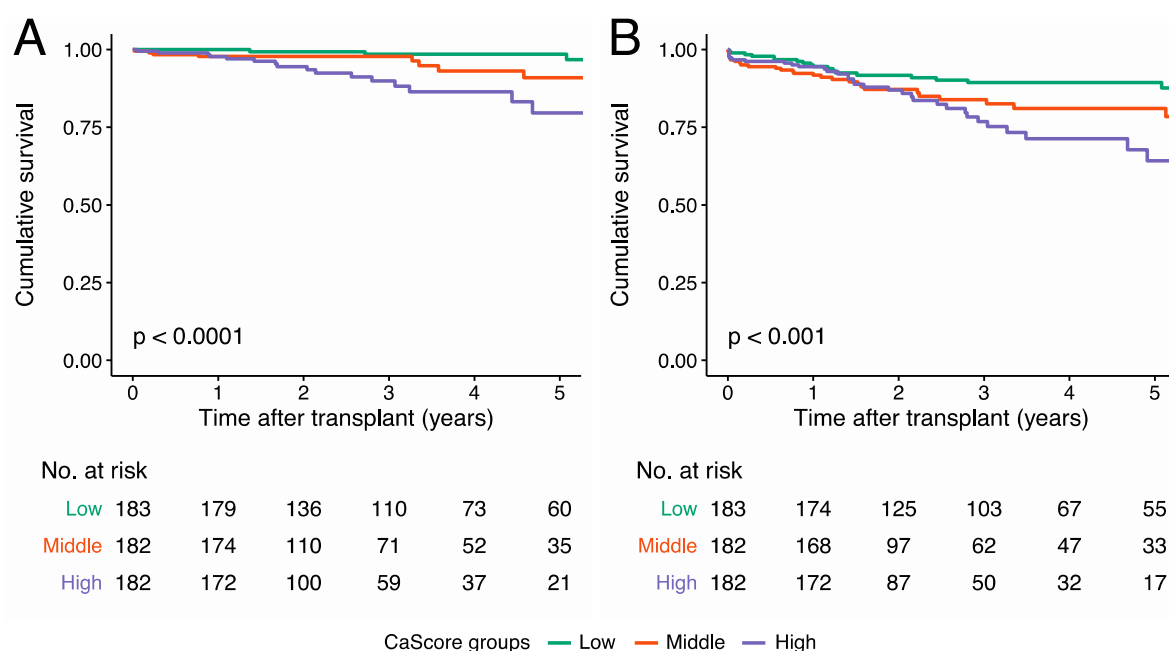 A
Cumulative survival
1.00
0.75
0.50
0.25
0.00
p < 0.0001
0 1 2 3 4 5
Time after transplant (years)
No. at risk
Low 183 179 136 110 73 60
Middle 182 174 110 71 52 35
High 182 172 100 59 37 21
B
Cumulative survival
1.00
0.75
0.50
0.25
0.00
p < 0.001
0 1 2 3 4 5
Time after transplant (years)
No. at risk
Low 183 174 125 103 67 55
Middle 182 168 97 62 47 33
High 182 172 87 50 32 17
CaScore groups Low Middle High